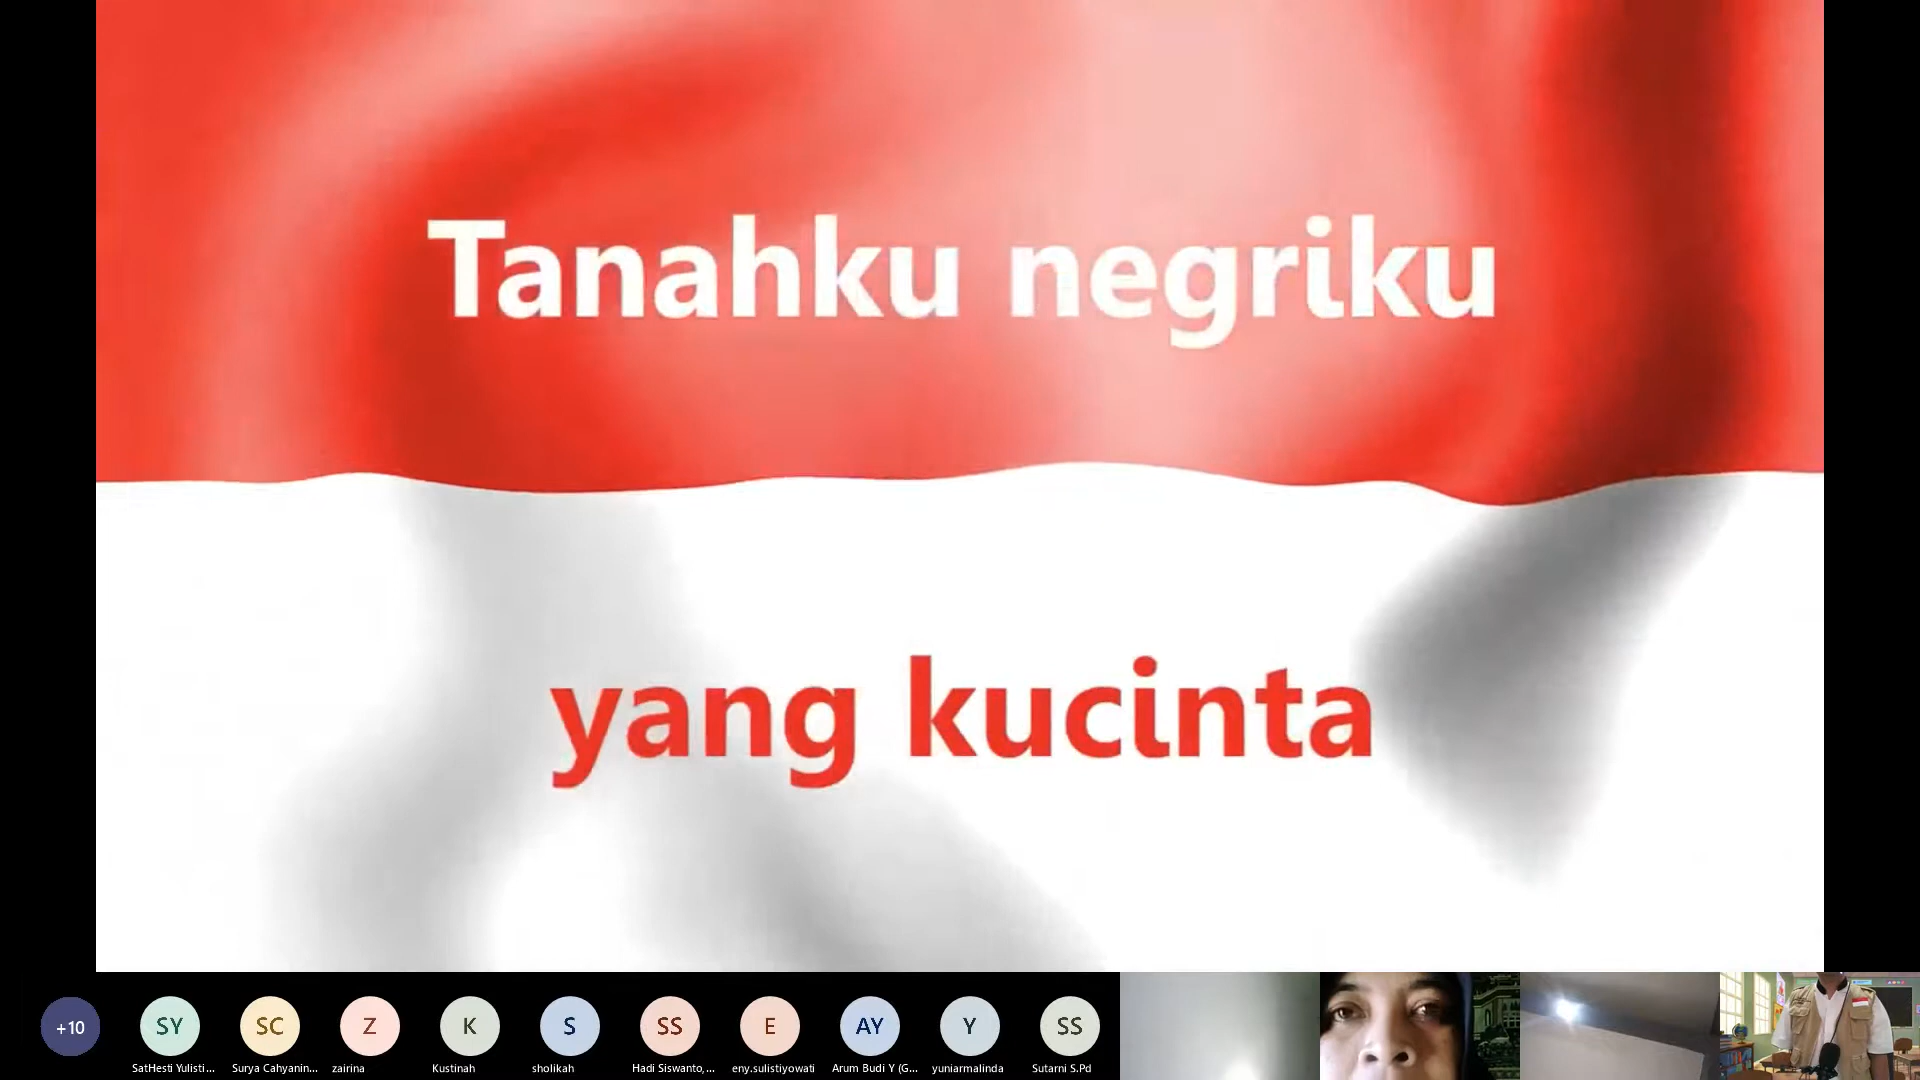 Tanahku negriku
yang kucinta
+10
SY
SC
Z
K
S
SS
E
AY
Y
SS
SatHesti Yulisti...
Surya Cahyanin...
zairina
Kustinah
sholikah
Hadi Siswanto, ...
eny.sulistiyowati
Arum Budi Y (G...
yuniarmalinda
Sutarni S.Pd